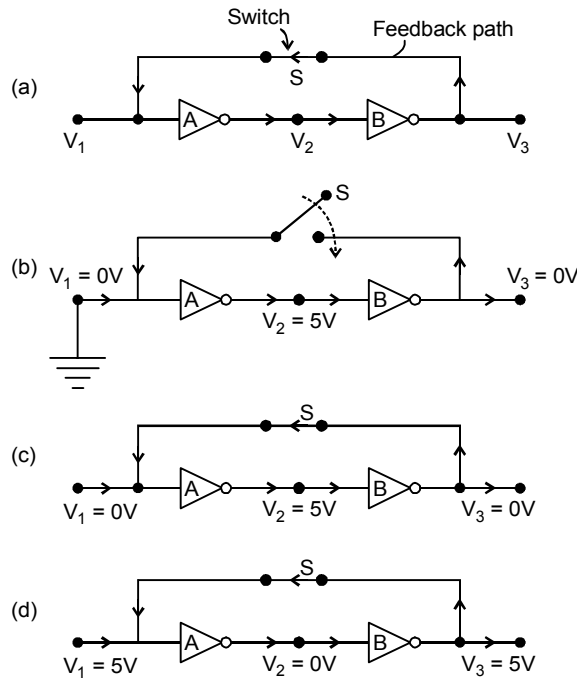 Switch
Feedback path
S
(a)
A
B
V1
V2
V3
S
(b)
V1 = 0V
V3 = 0V
A
B
V2 = 5V
S
(c)
A
B
V1 = 0V
V2 = 5V
V3 = 0V
S
(d)
A
B
V1 = 5V
V2 = 0V
V3 = 5V